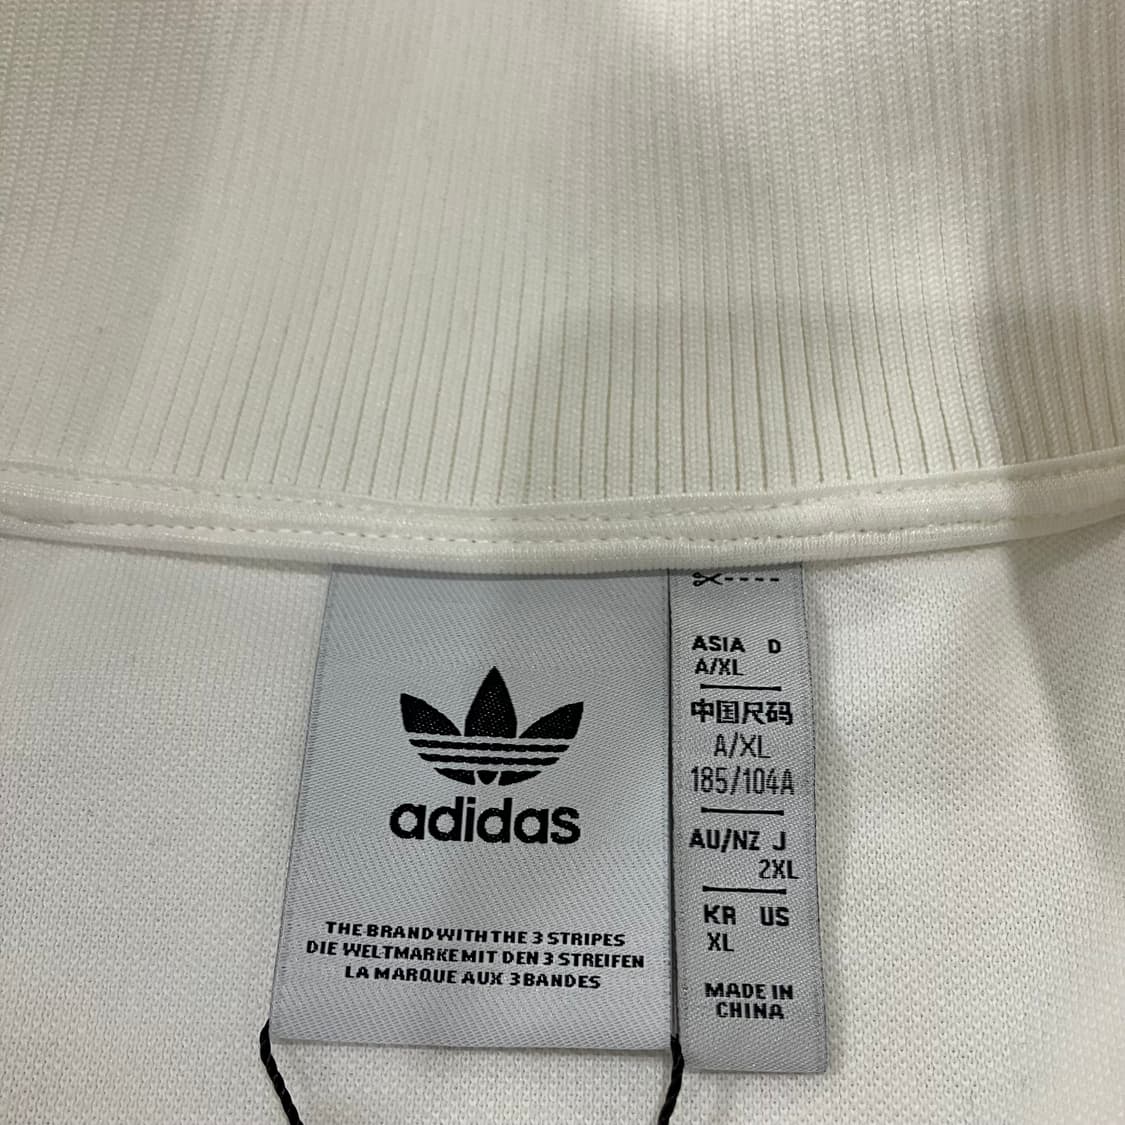 adidas
THE BRAND WITH THE 3 STRIPES
DIE WELTMARKE MIT DEN 3 STREIFEN
LA MARQUE AUX 3 BANDES
ASIA D
A/XL
中国尺码
A/XL
185/104A
AU/NZ J
2XL
KR US
XL
MADE IN
CHINA